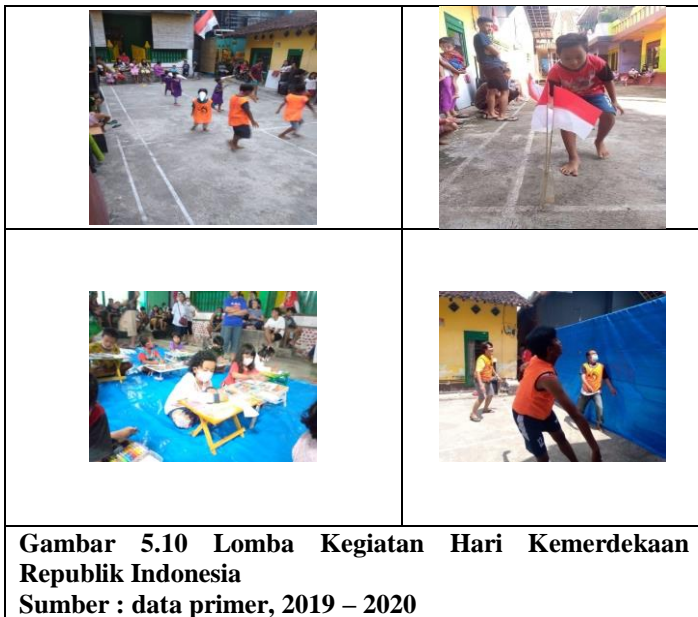 Gambar 5.10 Lomba Kegiatan Hari Kemerdekaan
Republik Indonesia
Sumber : data primer, 2019 – 2020